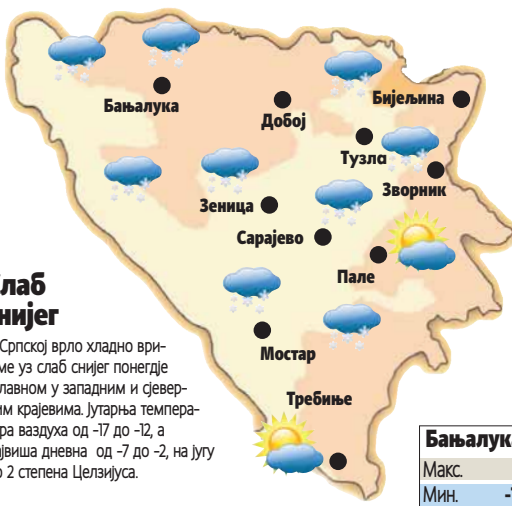 Бањалука
Добој
Бијељина
Тузла
Зворник
Зеница
Сарајево
Пале
Мостар
Требиње
лаб
нијег
Српској врло хладно ври-
ме уз слаб снијег понегдје
лавном у западним и сјевер-
им крајевима. Јутарња темпера-
ра ваздуха од -17 до -12, а
јвиша дневна од -7 до -2, на југу
2 степена Целзијуса.
Бањалука
Макс.
Мин.